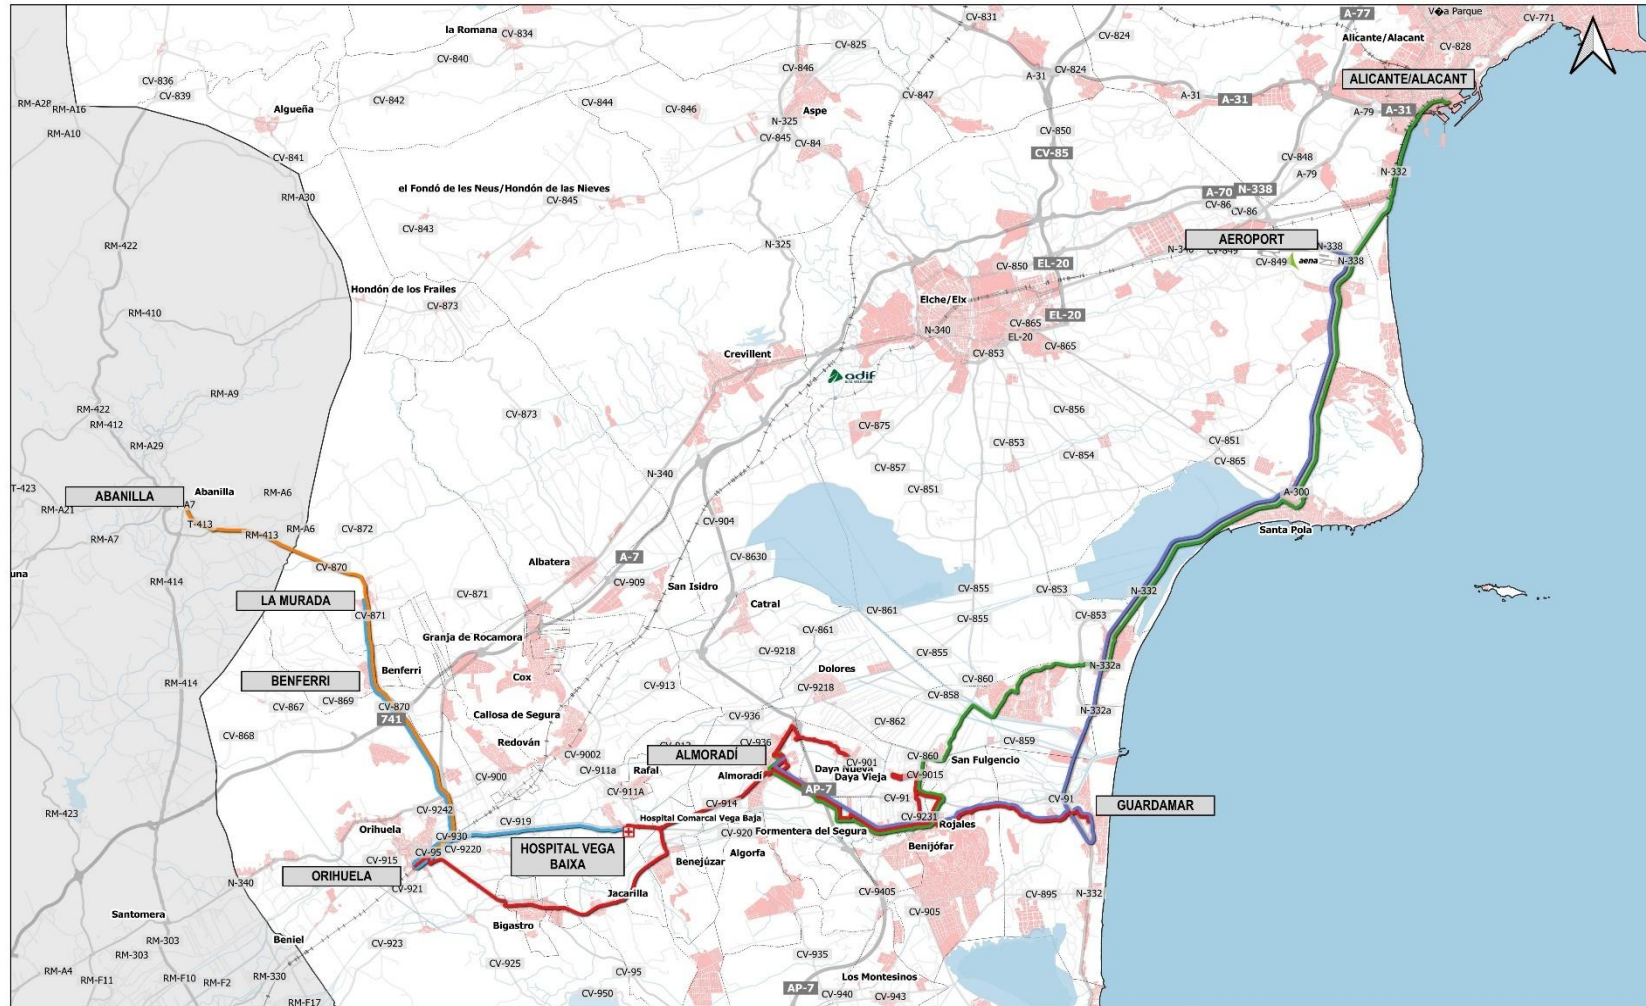 CV-831
A-77
V�a Parque
CV-771
la Romana
CV-834
CV-824
Alicante/Alacant
CV-828
CV-825
CV-840
CV-846
A-31
CV-824
ALICANTE/ALACANT
CV-836
CV-839
CV-842
CV-844
CV-846
CV-847
A-31
A-31
A-79
A-31
RM-A16
Algueña
Aspe
N-325
RM-A10
CV-845
CV-84
CV-850
CV-85
CV-841
CV-848
A-79
N-332
el Fondó de les Neus/Hondón de las Nieves
RM-A30
CV-845
A-70
N-338
CV-86
CV-86
CV-843
RM-422
N-325
AEROPORT
N-338
CV-849
CV-849
aena
N-338
CV-850
EL-20
Hondón de los Frailes
CV-873
Elche/Elx
RM-410
EL-20
CV-865
N-340
EL-20
CV-865
Crevillent
CV-853
adif
RM-A9
RM-422
CV-873
CV-856
RM-412
CV-875
RM-A29
CV-853
CV-851
CV-854
CV-865
N-340
CV-857
T-423
ABANILLA
Abanilla
RM-A6
CV-851
A-300
RM-A21
CV-904
T-413
RM-A6
CV-872
Santa Pola
RM-A7
RM-413
A-7
CV-8630
una
CV-870
Albatera
RM-414
CV-909
San Isidro
CV-855
CV-853
N-332
LA MURADA
CV-871
CV-871
Catral
CV-861
CV-853
CV-855
CV-861
Granja de Rocamora
CV-9218
CV-855
N-332a
Benferri
Dolores
BENFERRI
Cox
CV-860
RM-414
CV-913
CV-9218
CV-858
CV-869
CV-867
CV-870
N-332a
741
Callosa de Segura
CV-936
CV-862
CV-868
Redován
CV-936
CV-859
CV-9002
ALMORADÍ
CV-860
San Fulgencio
CV-901
CV-911a
Rafal
Daya Nueva
CV-900
Almoradí
Daya Vieja
CV-9015
AP-7
CV-911A
CV-91
CV-91
GUARDAMAR
CV-914
RM-423
CV-9242
CV-919
Hospital Comarcal Vega Baja
CV-9231
Rojales
Orihuela
CV-930
CV-920
Formentera del Segura
HOSPITAL VEGA
BAIXA
CV-95
CV-9220
Algorfa
Benijófar
CV-915
Benejúzar
ORIHUELA
N-340
CV-921
Jacarilla
CV-9405
CV-895
N-332
Santomera
CV-905
Bigastro
Beniel
RM-303
CV-923
RM-303
CV-935
RM-A4
CV-925
CV-95
RM-F11
RM-F10
RM-F2
RM-330
Los Montesinos
AP-7
CV-940
CV-943
CV-950
RM-F17